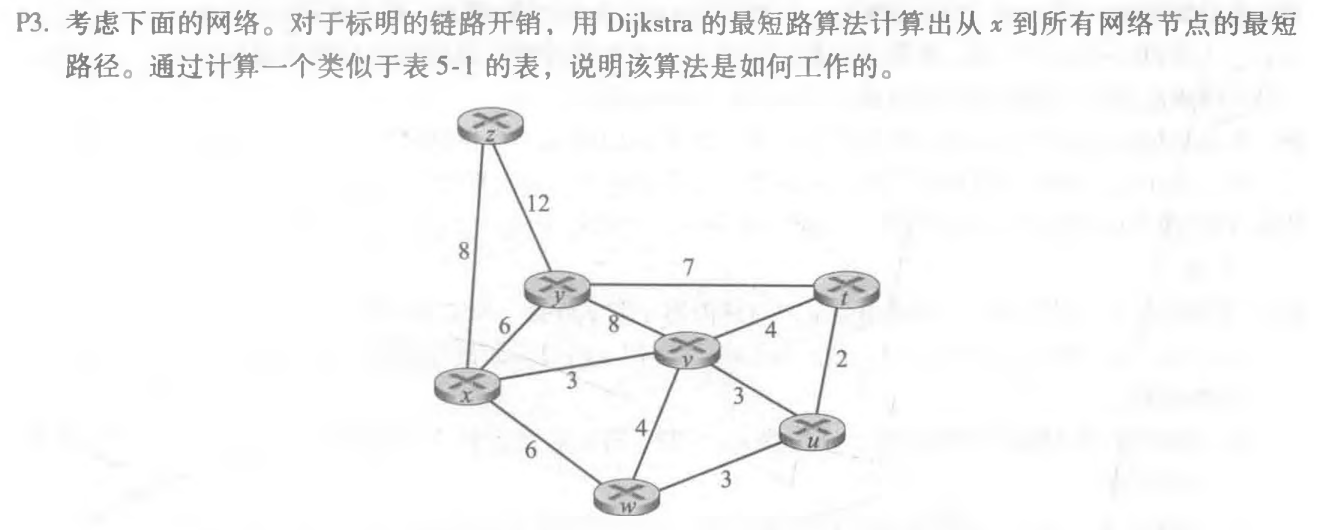 P3. 考虑下面的网络。对于标明的链路开销，用 Dijkstra 的最短路算法计算出从 x 到所有网络节点的最短
路径。通过计算一个类似于表 5-1 的表，说明该算法是如何工作的。
z
12
8
7
y
t
6
8
4
v
2
x
3
3
4
u
6
3
w